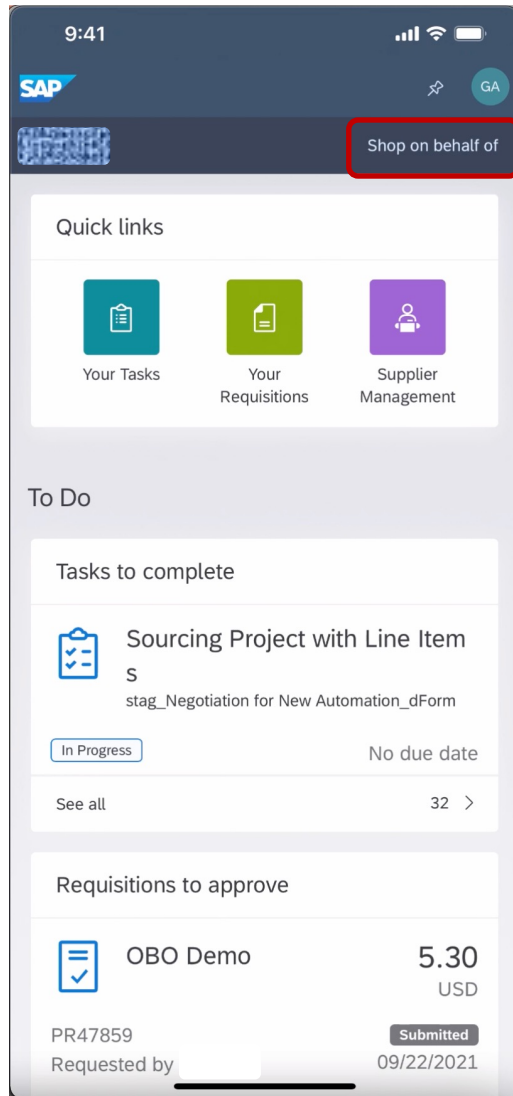 9:41
SAP
GA
Shop on behalf of
Quick links
Your Tasks
Your
Requisitions
Supplier
Management
To Do
Tasks to complete
Sourcing Project with Line Item
s
stag_Negotiation for New Automation_dForm
In Progress
No due date
See all
32
Requisitions to approve
OBO Demo
5.30
USD
PR47859
Submitted
Requested by
09/22/2021